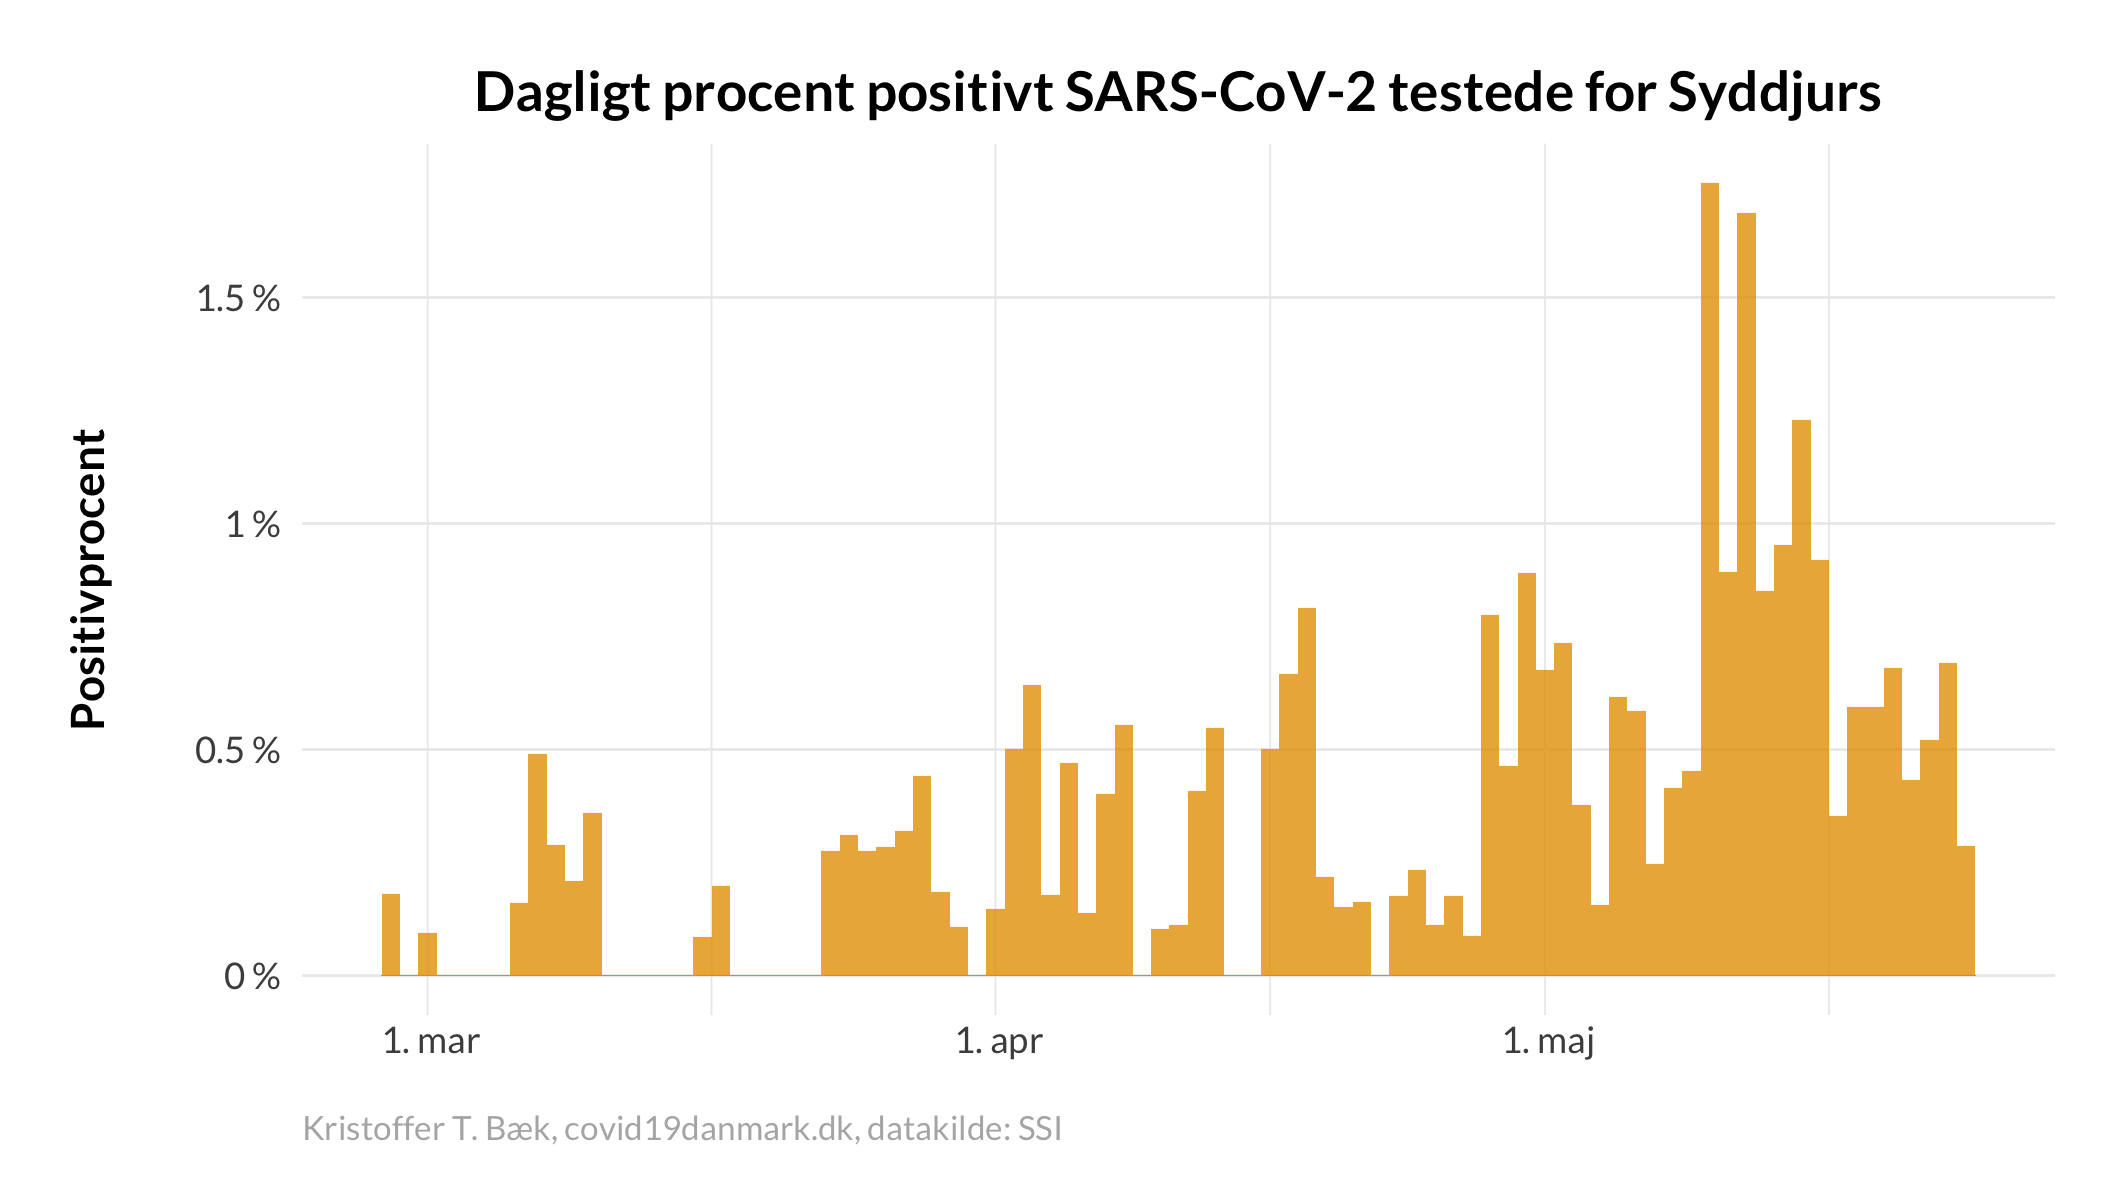 Dagligt procent positivt SARS-CoV-2 testede for Syddjurs
Positivprocent
1.5 %
1 %
0.5 %
0 %
1. mar
1. apr
1. maj
Kristoffer T. Bæk, covid19danmark.dk, datakilde: SSI